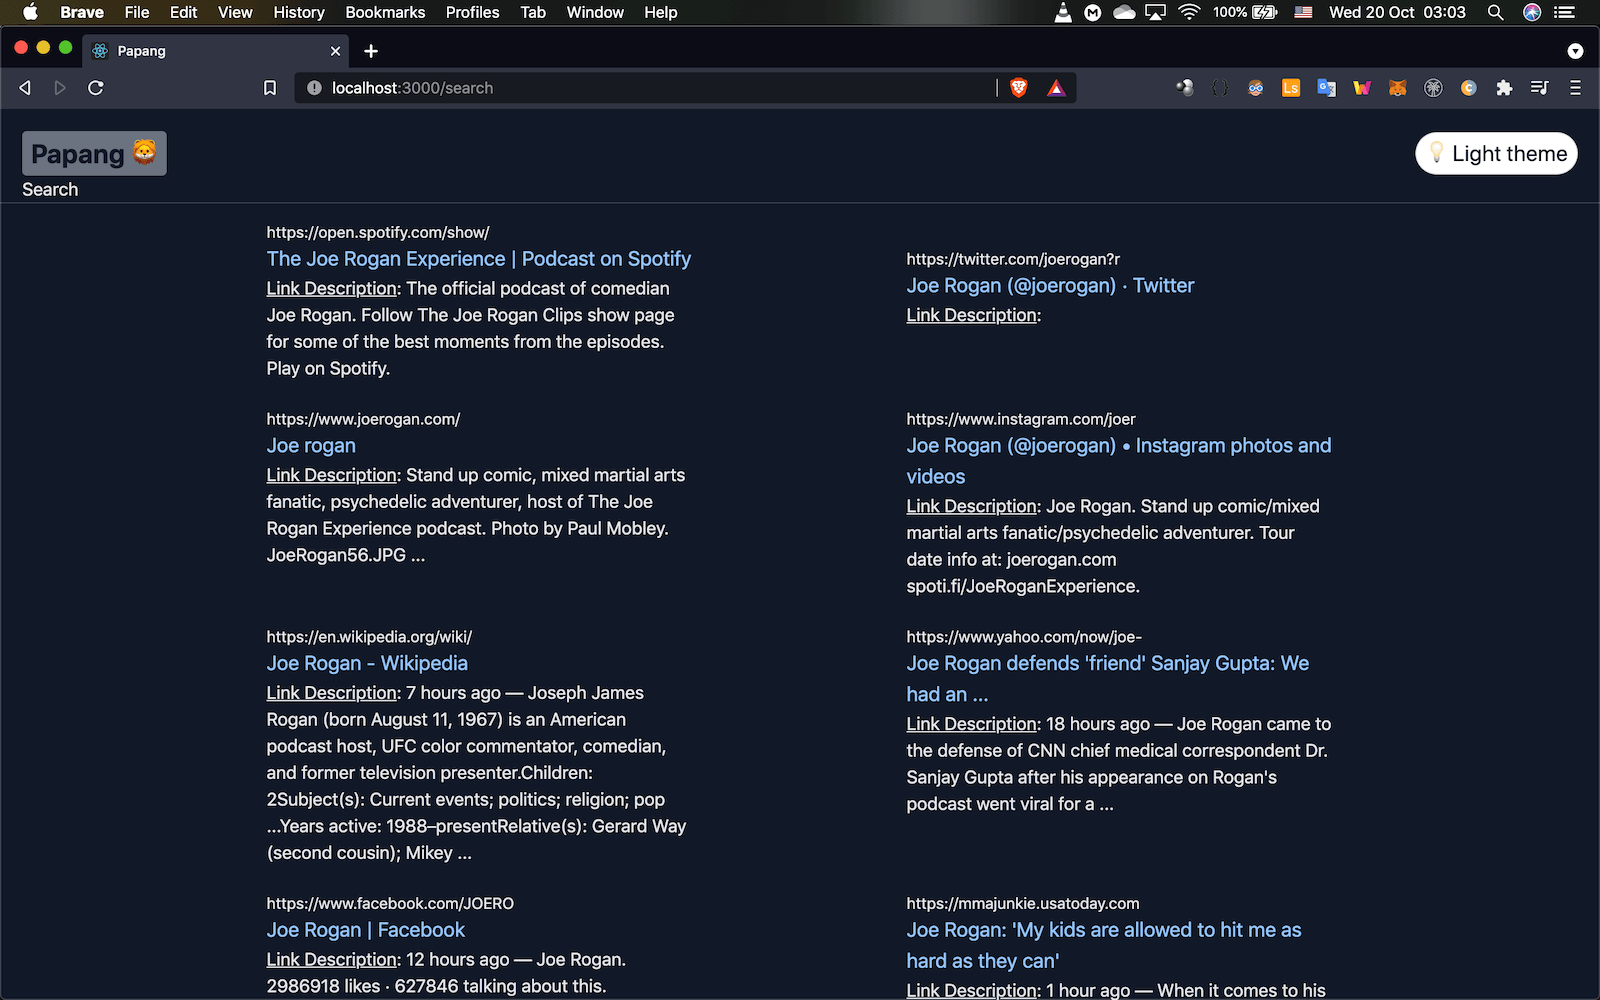 Brave File Edit View History Bookmarks Profiles Tab Window Help 100% Wed 20 Oct 03:03
Papang
localhost:3000/search
Ls
Papang
Light theme
Search
https://open.spotify.com/show/
The Joe Rogan Experience | Podcast on Spotify
Link Description: The official podcast of comedian
Joe Rogan. Follow The Joe Rogan Clips show page
for some of the best moments from the episodes.
Play on Spotify.
https://twitter.com/joerogan?r
Joe Rogan (@joerogan) · Twitter
Link Description:
https://www.joerogan.com/
Joe rogan
Link Description: Stand up comic, mixed martial arts
fanatic, psychedelic adventurer, host of The Joe
Rogan Experience podcast. Photo by Paul Mobley.
JoeRogan56.JPG ...
https://www.instagram.com/joer
Joe Rogan (@joerogan) • Instagram photos and
videos
Link Description: Joe Rogan. Stand up comic/mixed
martial arts fanatic/psychedelic adventurer. Tour
date info at: joerogan.com
spoti.fi/JoeRoganExperience.
https://en.wikipedia.org/wiki/
Joe Rogan - Wikipedia
Link Description: 7 hours ago — Joseph James
Rogan (born August 11, 1967) is an American
podcast host, UFC color commentator, comedian,
and former television presenter.Children:
2Subject(s): Current events; politics; religion; pop
...Years active: 1988–presentRelative(s): Gerard Way
(second cousin); Mikey ...
https://www.yahoo.com/now/joe-
Joe Rogan defends 'friend' Sanjay Gupta: We
had an ...
Link Description: 18 hours ago — Joe Rogan came to
the defense of CNN chief medical correspondent Dr.
Sanjay Gupta after his appearance on Rogan's
podcast went viral for a ...
https://www.facebook.com/JOERO
Joe Rogan | Facebook
Link Description: 12 hours ago — Joe Rogan.
2986918 likes · 627846 talking about this.
https://mmajunkie.usatoday.com
Joe Rogan: 'My kids are allowed to hit me as
hard as they can'
Link Description: 1 hour ago — When it comes to his